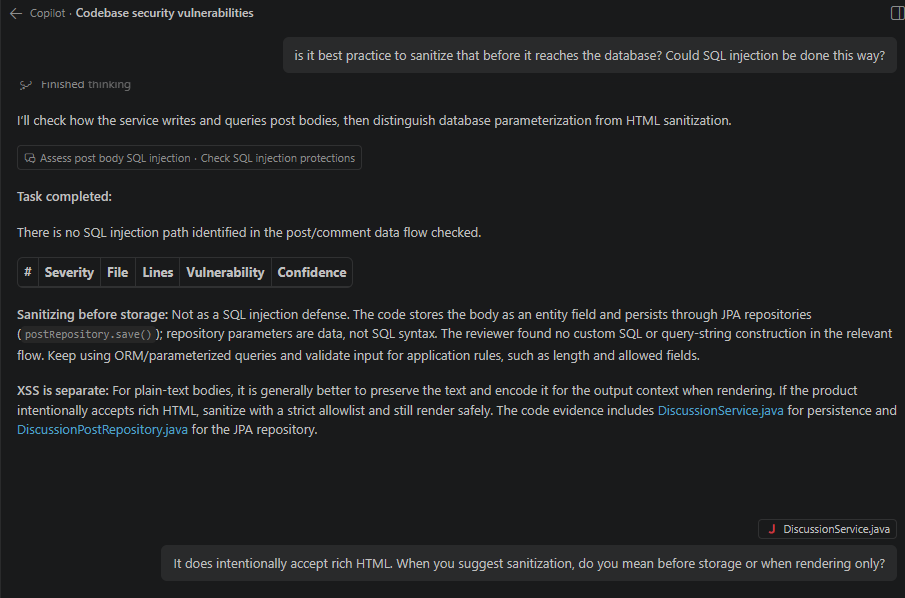 Copilot · Codebase security vulnerabilities
is it best practice to sanitize that before it reaches the database? Could SQL injection be done this way?
Finished thinking
I'll check how the service writes and queries post bodies, then distinguish database parameterization from HTML sanitization.
Assess post body SQL injection · Check SQL injection protections
Task completed:
There is no SQL injection path identified in the post/comment data flow checked.
# Severity File Lines Vulnerability Confidence
Sanitizing before storage: Not as a SQL injection defense. The code stores the body as an entity field and persists through JPA repositories
(postRepository.save()); repository parameters are data, not SQL syntax. The reviewer found no custom SQL or query-string construction in the relevant
flow. Keep using ORM/parameterized queries and validate input for application rules, such as length and allowed fields.
XSS is separate: For plain-text bodies, it is generally better to preserve the text and encode it for the output context when rendering. If the product
intentionally accepts rich HTML, sanitize with a strict allowlist and still render safely. The code evidence includes DiscussionService.java for persistence and
DiscussionPostRepository.java for the JPA repository.
J DiscussionService.java
It does intentionally accept rich HTML. When you suggest sanitization, do you mean before storage or when rendering only?